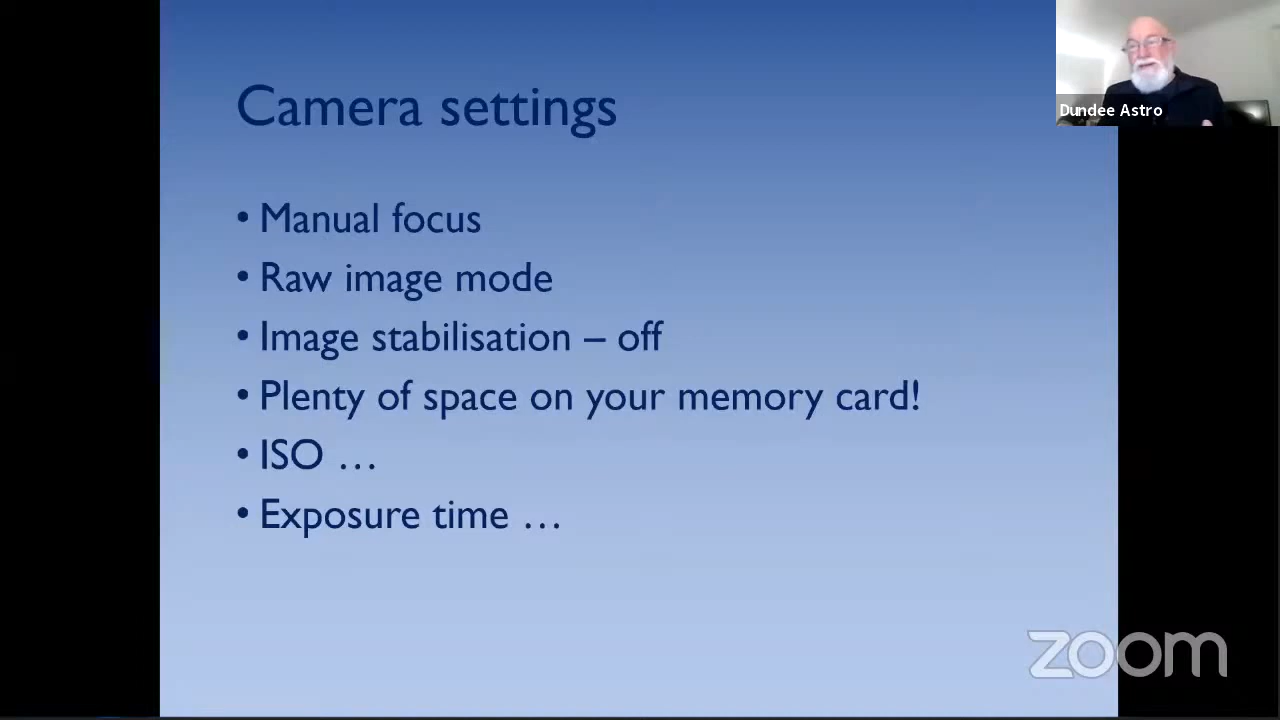 Camera settings
Dundee Astro
• Manual focus
• Raw image mode
• Image stabilisation – off
• Plenty of space on your memory card!
• ISO …
• Exposure time …
zoom